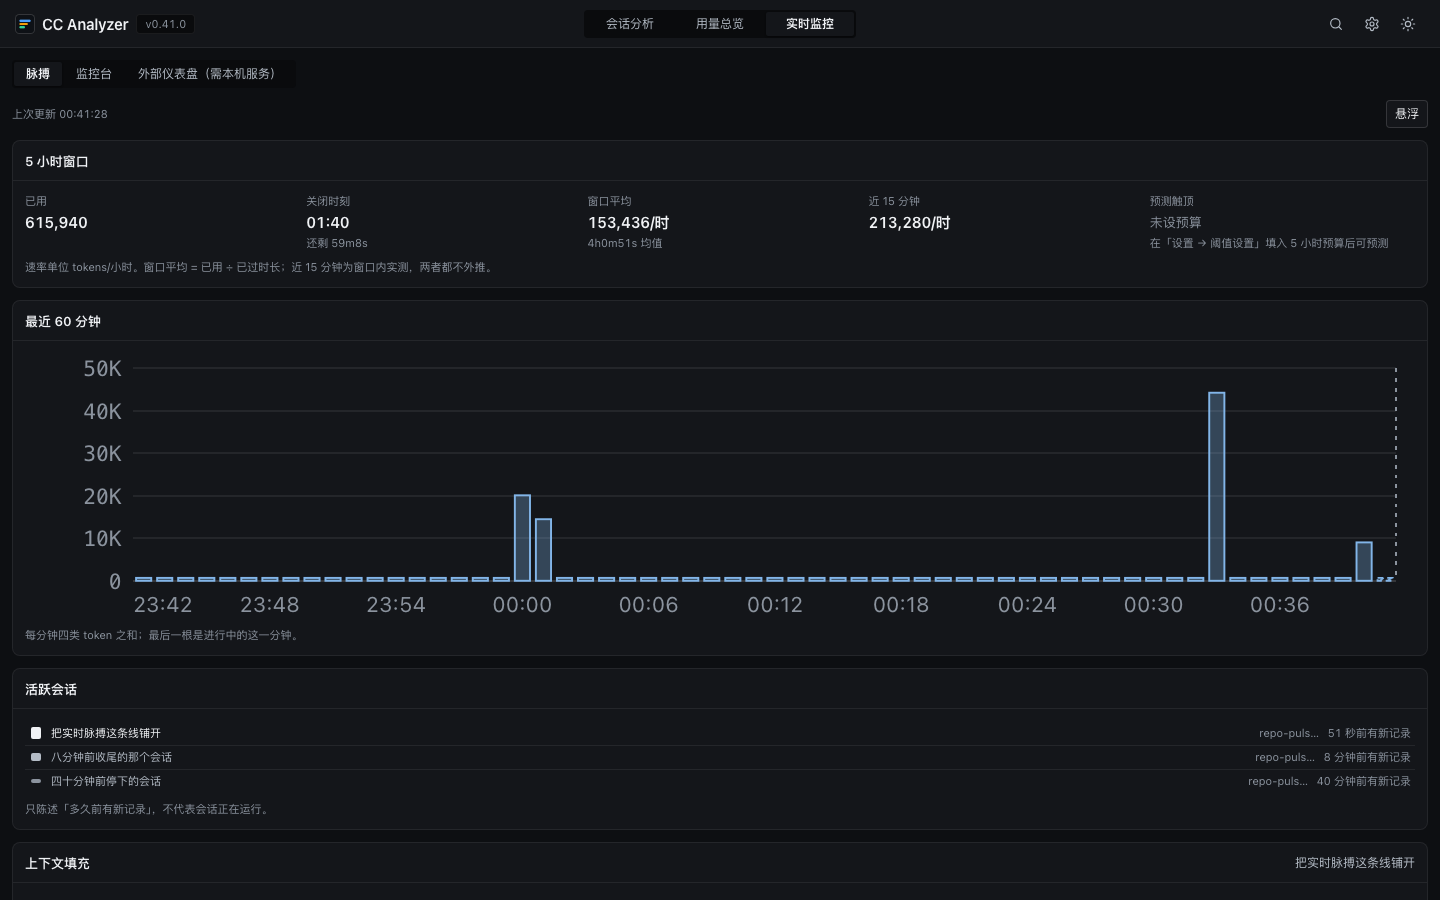 CC Analyzer v0.41.0 会话分析 用量总览 实时监控
脉搏 监控台 外部仪表盘（需本机服务）
上次更新 00:41:28 悬浮
5 小时窗口
已用 关闭时刻 窗口平均 近 15 分钟 预测触顶
615,940 01:40 153,436/时 213,280/时 未设预算
还剩 59m8s 4h0m51s 均值 在「设置 → 阈值设置」填入 5 小时预算后可预测
速率单位 tokens/小时。窗口平均 = 已用 ÷ 已过时长；近 15 分钟为窗口内实测，两者都不外推。
最近 60 分钟
50K
40K
30K
20K
10K
0
23:42 23:48 23:54 00:00 00:06 00:12 00:18 00:24 00:30 00:36
每分钟四类 token 之和；最后一根是进行中的这一分钟。
活跃会话
把实时脉搏这条线铺开 repo-puls... 51 秒前有新记录
八分钟前收尾的那个会话 repo-puls... 8 分钟前有新记录
四十分钟前停下的会话 repo-puls... 40 分钟前有新记录
只陈述「多久前有新记录」，不代表会话正在运行。
上下文填充 把实时脉搏这条线铺开